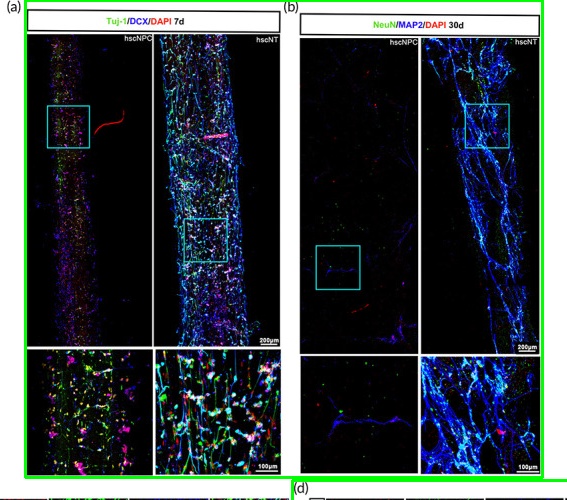 (a)
Tuj-1/DCX/DAPI 7d
hscNPC
hscNT
200μm
100μm
(b)
NeuN/MAP2/DAPI 30d
hscNPC
hscNT
200μm
100μm
(d)